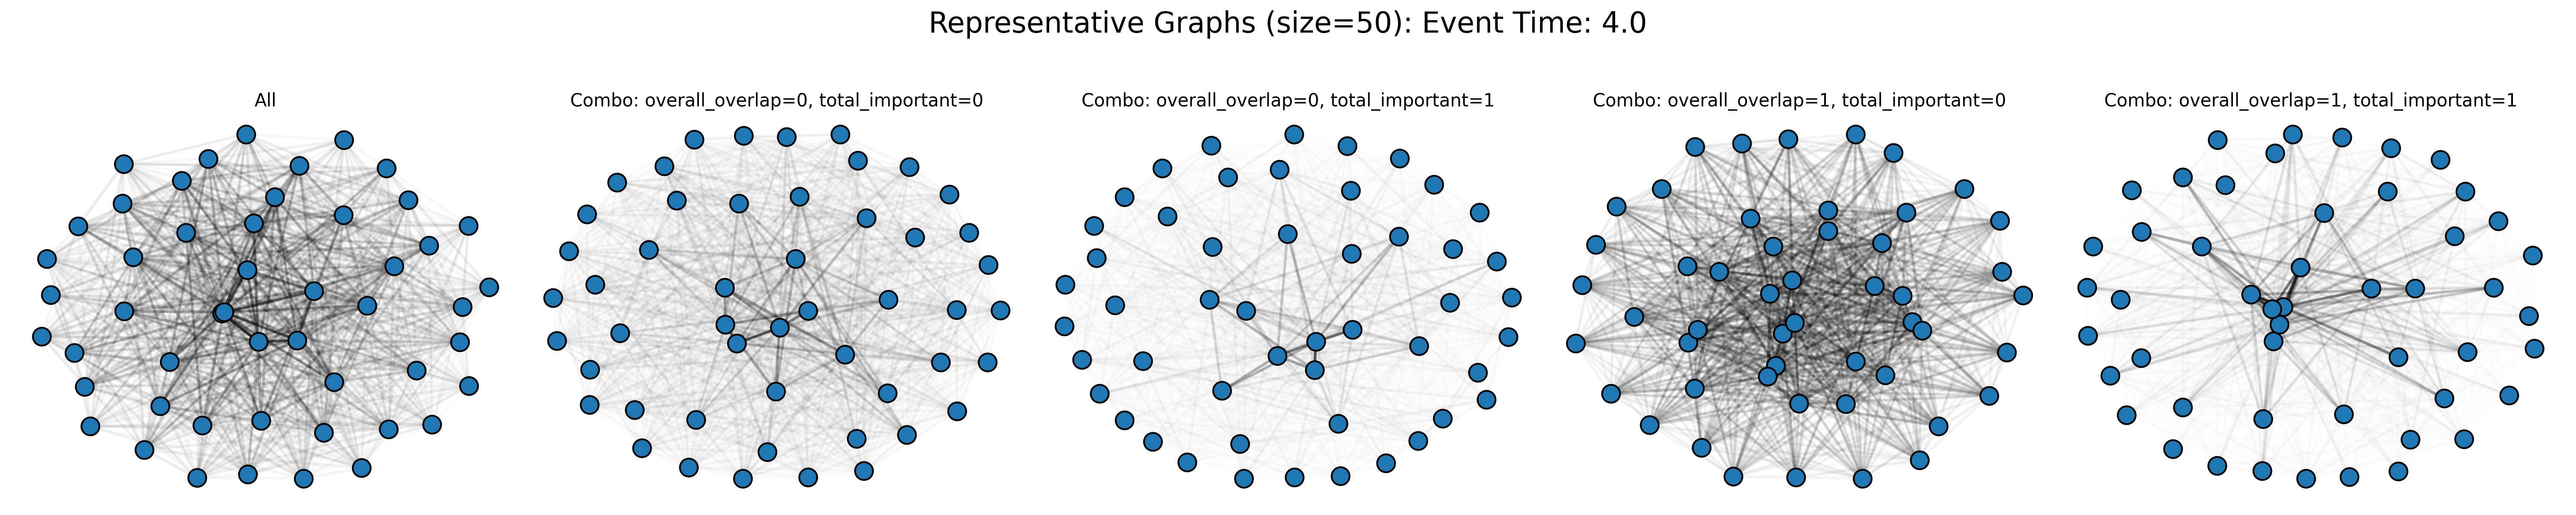 Representative Graphs (size=50): Event Time: 4.0
All
Combo: overall_overlap=0, total_important=0
Combo: overall_overlap=0, total_important=1
Combo: overall_overlap=1, total_important=0
Combo: overall_overlap=1, total_important=1